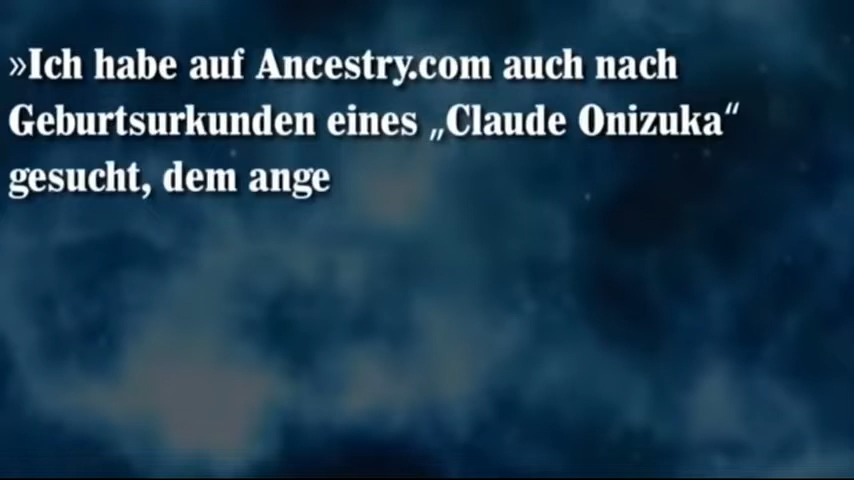 »Ich habe auf Ancestry.com auch nach
Geburtsurkunden eines „Claude Onizuka“
gesucht, dem ange